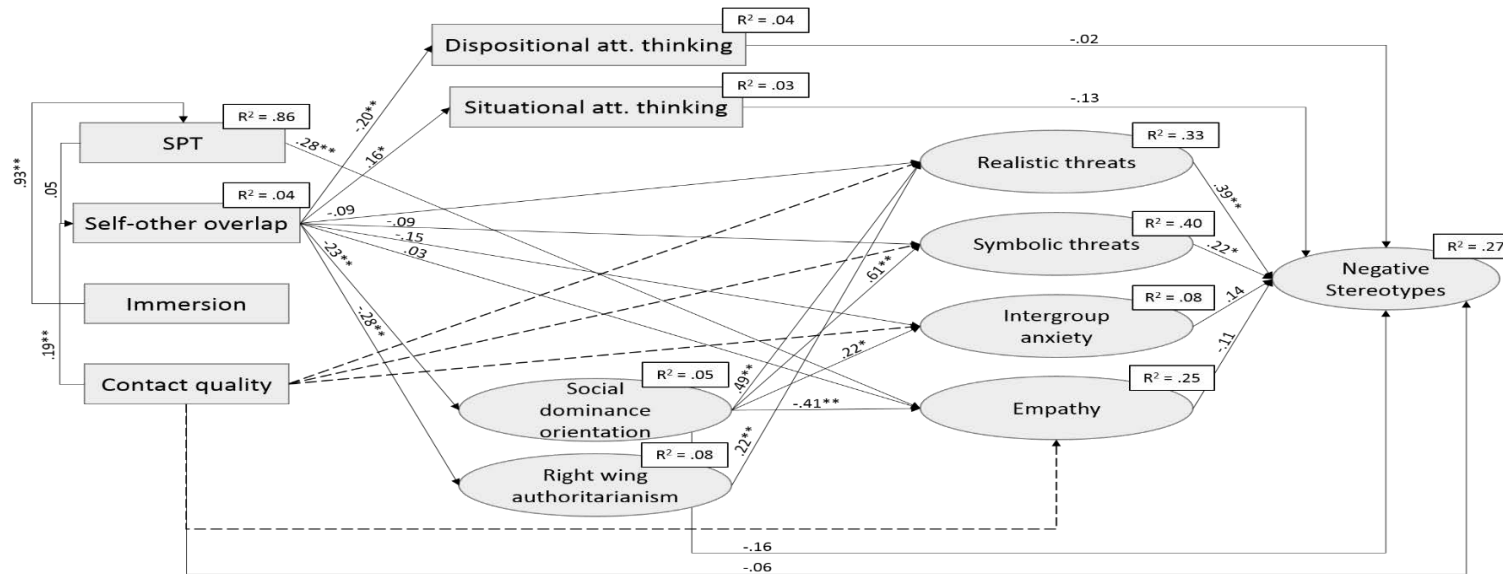 R² = .04
Dispositional att. thinking
-.02
R² = .03
Situational att. thinking
-.13
R² = .86
SPT
-.20**
.16*
.28**
R² = .33
Realistic threats
.39**
.93**
.05
R² = .04
Self-other overlap
-.09
-.09
-.15
.03
R² = .40
Symbolic threats
.22*
R² = .27
Negative
Stereotypes
-.23**
-.28**
.61**
Immersion
R² = .08
Intergroup
anxiety
.14
.19**
Contact quality
.22*
.49**
-.11
R² = .05
Social
dominance
orientation
-.41**
R² = .25
Empathy
.22**
R² = .08
Right wing
authoritarianism
-.16
-.06